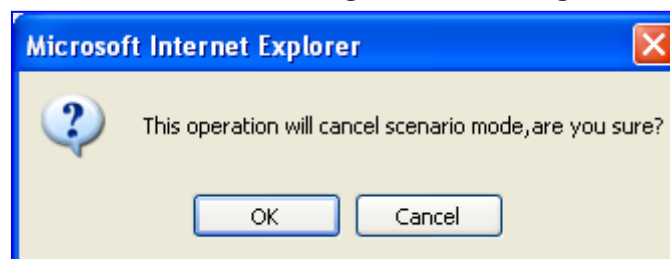 Microsoft Internet Explorer
This operation will cancel scenario mode,are you sure?
OK
Cancel